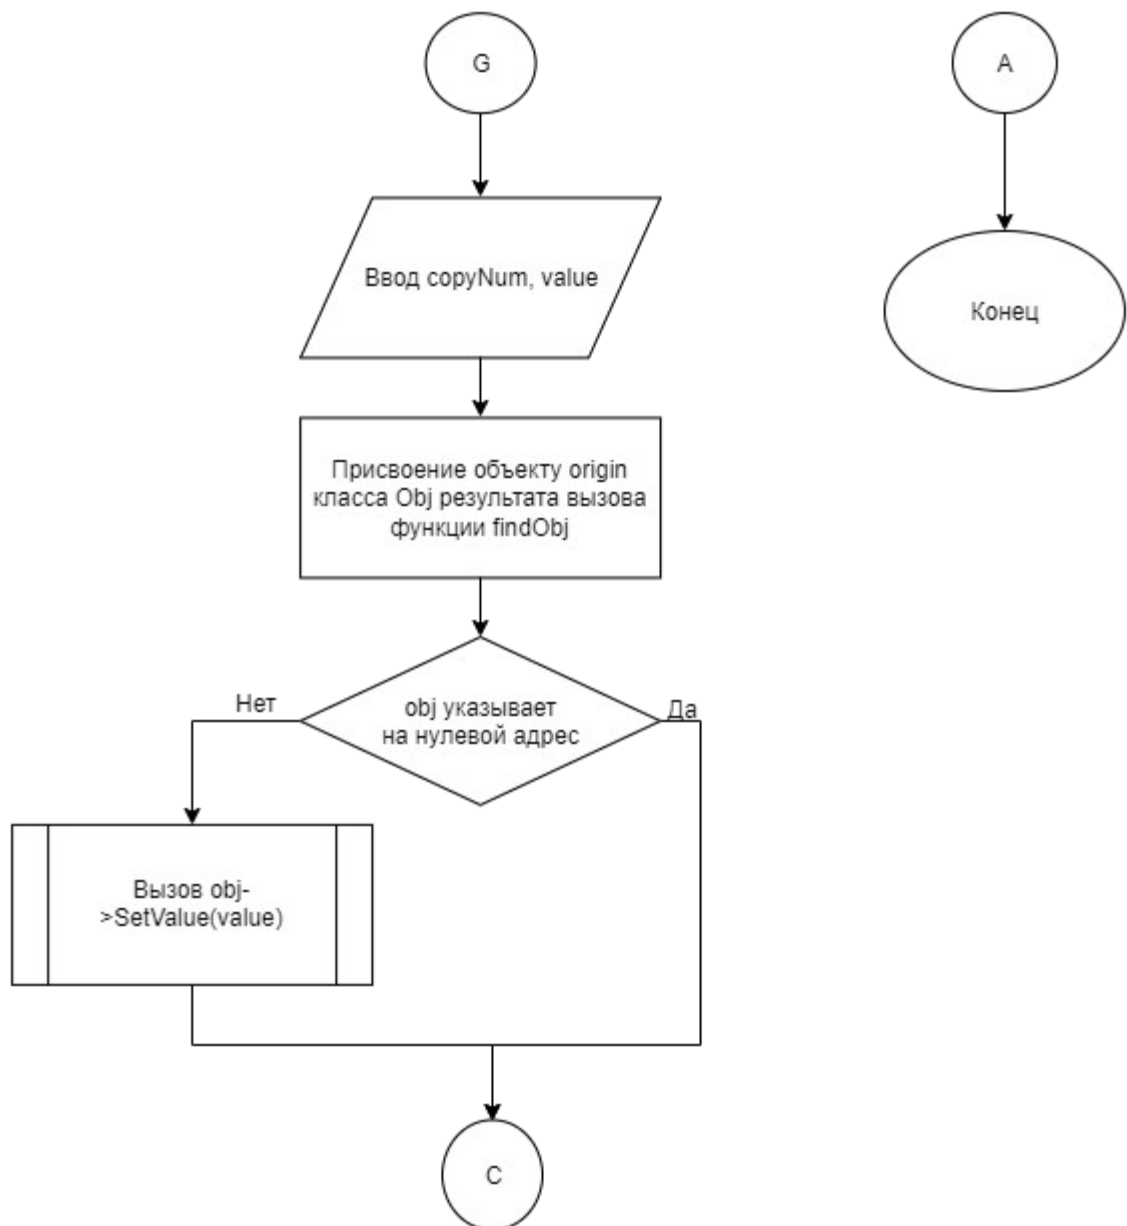 G
A
Ввод copyNum, value
Конец
Присвоение объекту origin
класса Obj результата вызова
функции findObj
Нет
Да
obj указывает
на нулевой адрес
Вызов obj-
>SetValue(value)
C